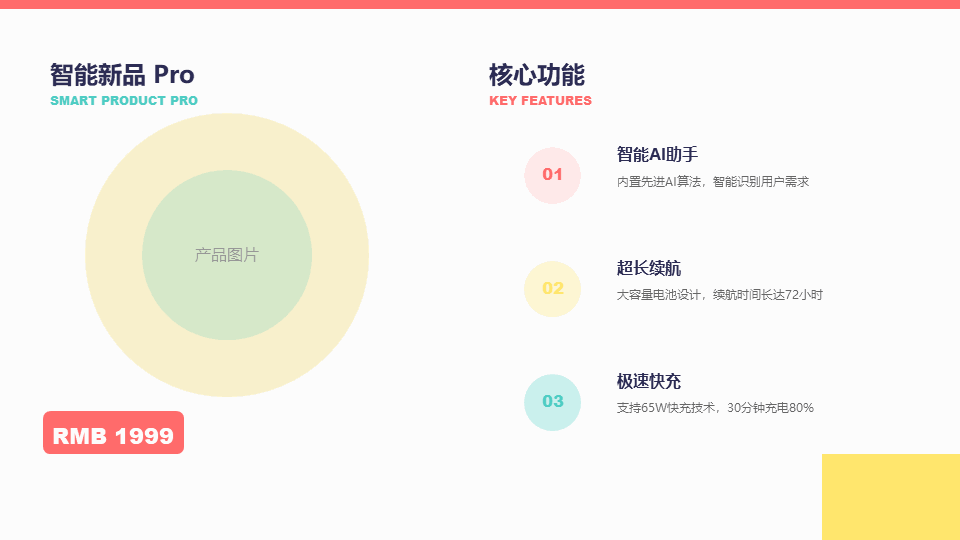 智能新品 Pro
SMART PRODUCT PRO
产品图片
RMB 1999
核心功能
KEY FEATURES
01
智能AI助手
内置先进AI算法，智能识别用户需求
02
超长续航
大容量电池设计，续航时间长达72小时
03
极速快充
支持65W快充技术，30分钟充电80%